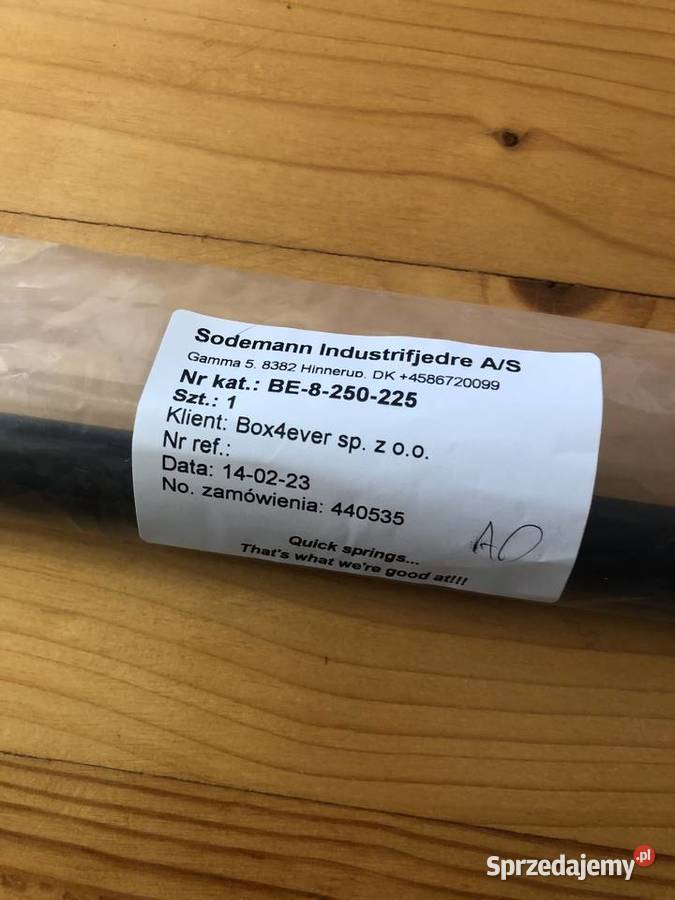 Sodemann Industrifjedre A/S
Gamma 5. 8382 Hinnerup. DK +4586720099
Nr kat.: BE-8-250-225
Szt.: 1
Klient: Box4ever sp. z o.o.
Nr ref.:
Data: 14-02-23
No. zamówienia: 440535
AO
Quick springs...
That's what we're good at!!!
Sprzedajemy.pl